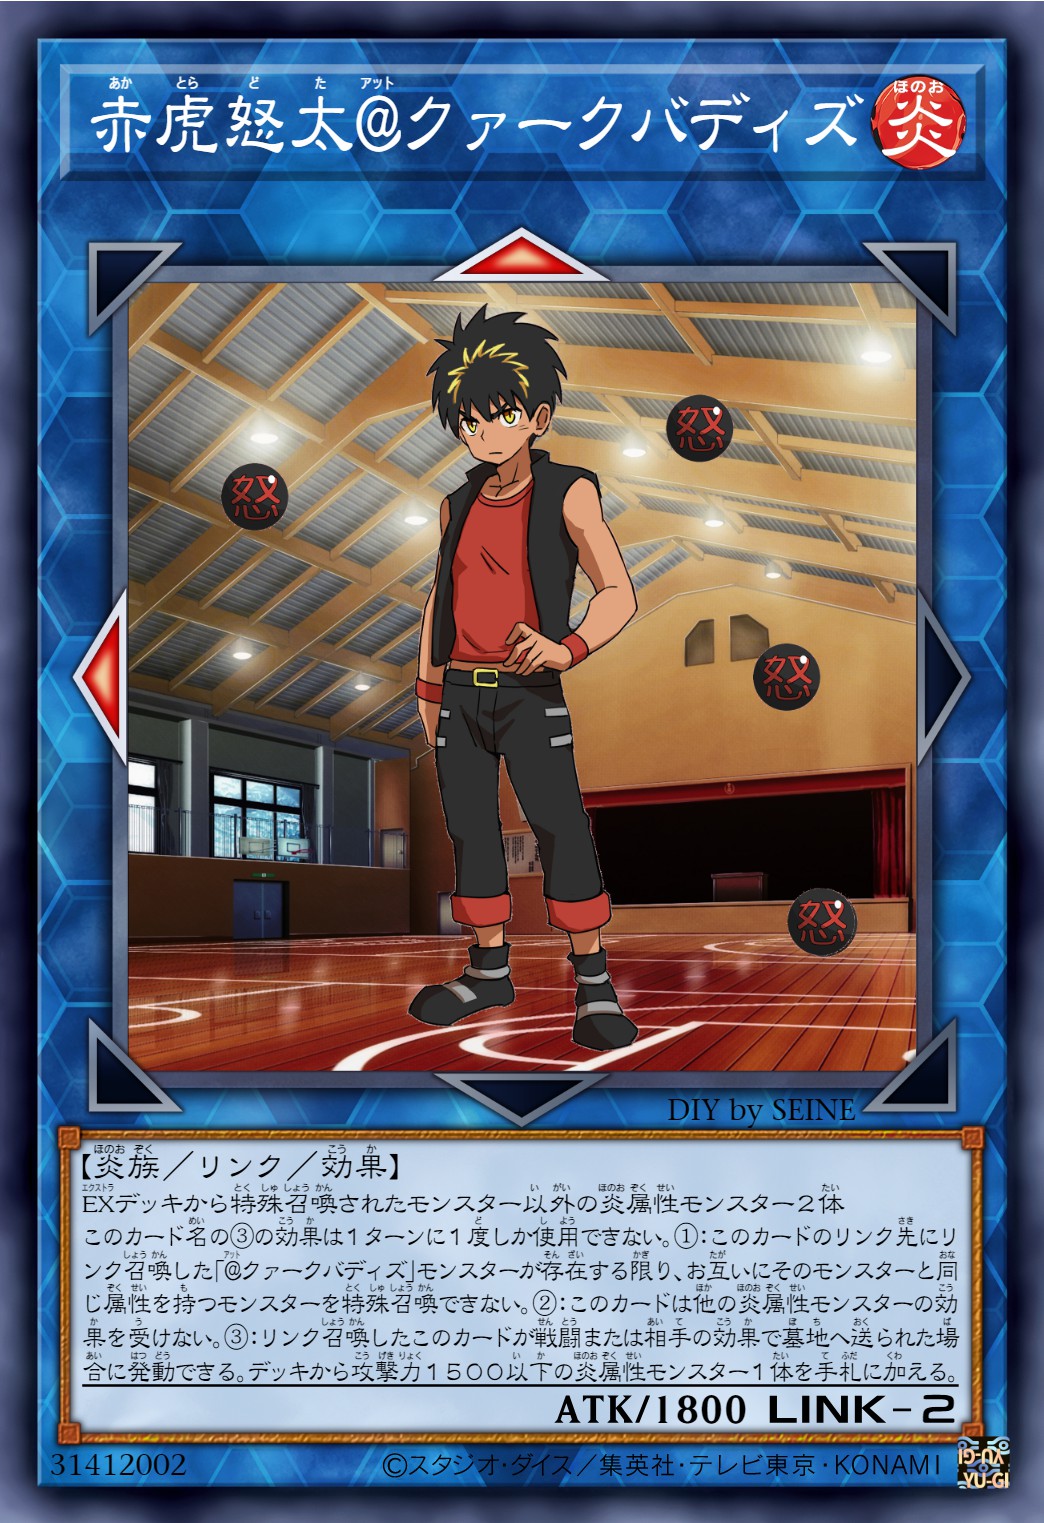 赤虎怒太@クァークバディズ 炎
あか とら ど た アット ほのお
怒
怒
怒
怒
DIY by SEINE
【炎族／リンク／効果】
EXデッキから特殊召喚されたモンスター以外の炎属性モンスター2体
このカード名の③の効果は1ターンに1度しか使用できない。①：このカードのリンク先にリ
ンク召喚した「@クァークバディズ」モンスターが存在する限り、お互いにそのモンスターと同
じ属性を持つモンスターを特殊召喚できない。②：このカードは他の炎属性モンスターの効
果を受けない。③：リンク召喚したこのカードが戦闘または相手の効果で墓地へ送られた場
合に発動できる。デッキから攻撃力1500以下の炎属性モンスター1体を手札に加える。
ATK/1800 LINK-2
31412002 ©スタジオ・ダイス／集英社・テレビ東京・KONAMI
YU-GI